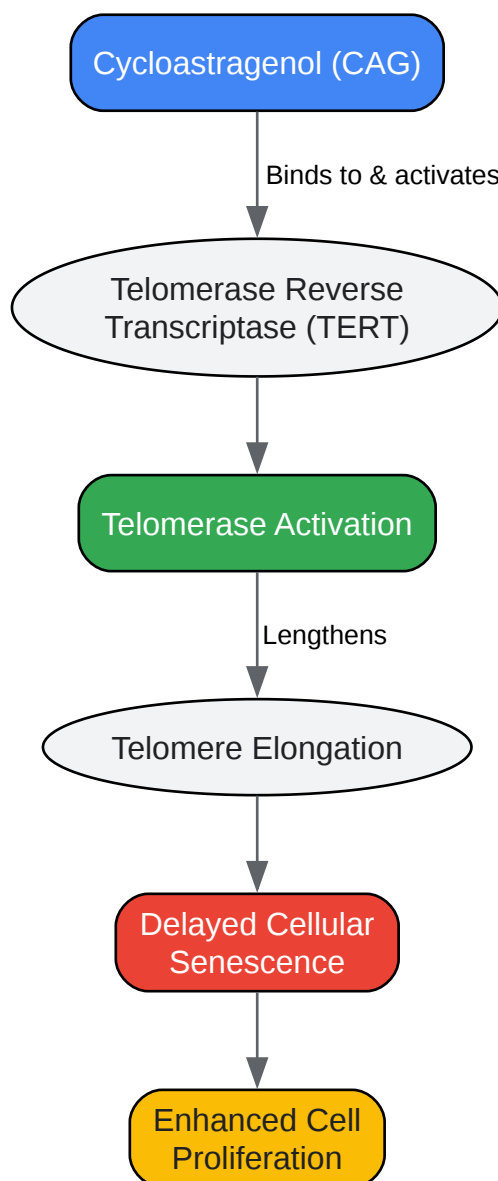 Cycloastragenol (CAG)
Binds to & activates
Telomerase Reverse
Transcriptase (TERT)
Telomerase Activation
Lengthens
Telomere Elongation
Delayed Cellular
Senescence
Enhanced Cell
Proliferation